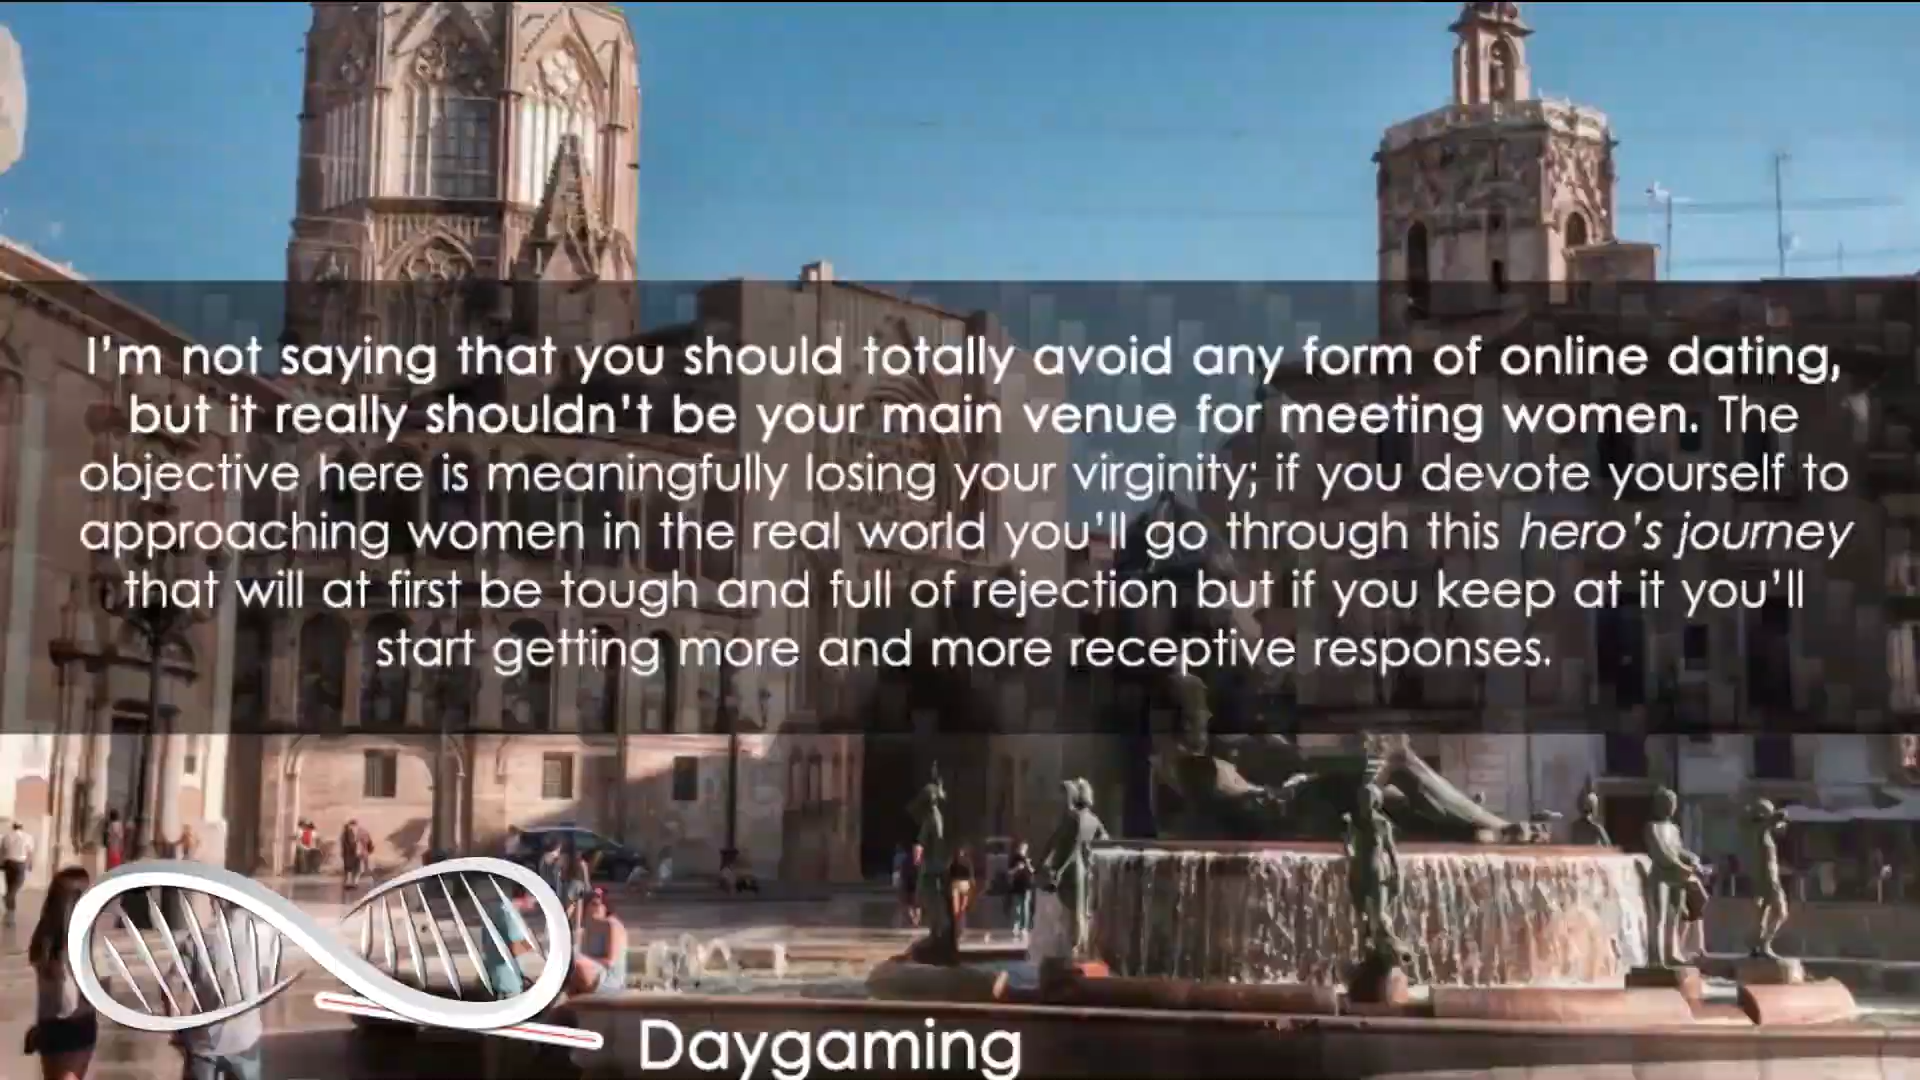 I'm not saying that you should totally avoid any form of online dating,
but it really shouldn't be your main venue for meeting women. The
objective here is meaningfully losing your virginity; if you devote yourself to
approaching women in the real world you'll go through this hero's journey
that will at first be tough and full of rejection but if you keep at it you'll
start getting more and more receptive responses.
Daygaming